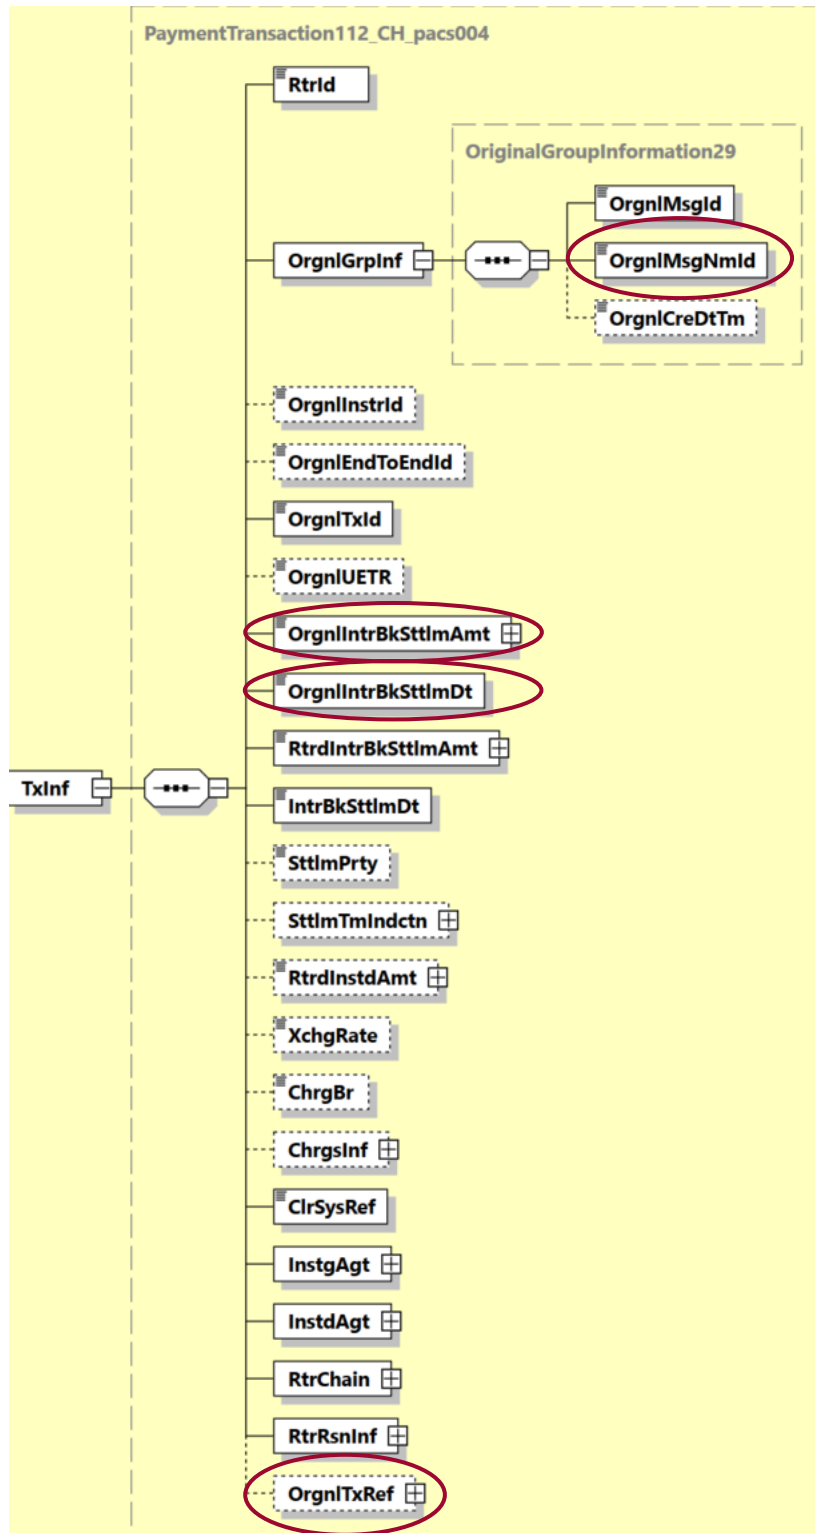 PaymentTransaction112_CH_pacs004
RtrId
OriginalGroupInformation29
OrgnlMsgId
OrgnlGrpInf
OrgnlMsgNmId
OrgnlCreDtTm
OrgnlInstrId
OrgnlEndToEndId
OrgnlTxId
OrgnlUETR
OrgnlIntrBkSttlmAmt
OrgnlIntrBkSttlmDt
RtrdIntrBkSttlmAmt
TxInf
IntrBkSttlmDt
SttlmPrty
SttlmTmIndctn
RtrdInstdAmt
XchgRate
ChrgBr
ChrgsInf
ClrSysRef
InstgAgt
InstdAgt
RtrChain
RtrRsnInf
OrgnlTxRef